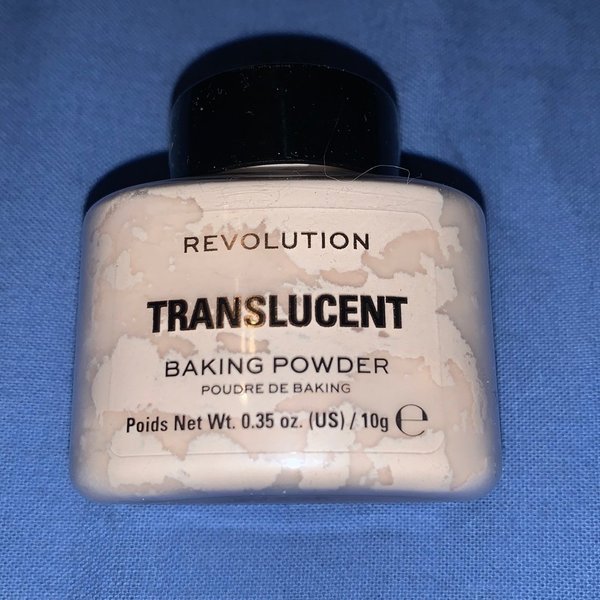 REVOLUTION
TRANSLUCENT
BAKING POWDER
POUDRE DE BAKING
Poids Net Wt. 0.35 oz. (US) / 10g ℮